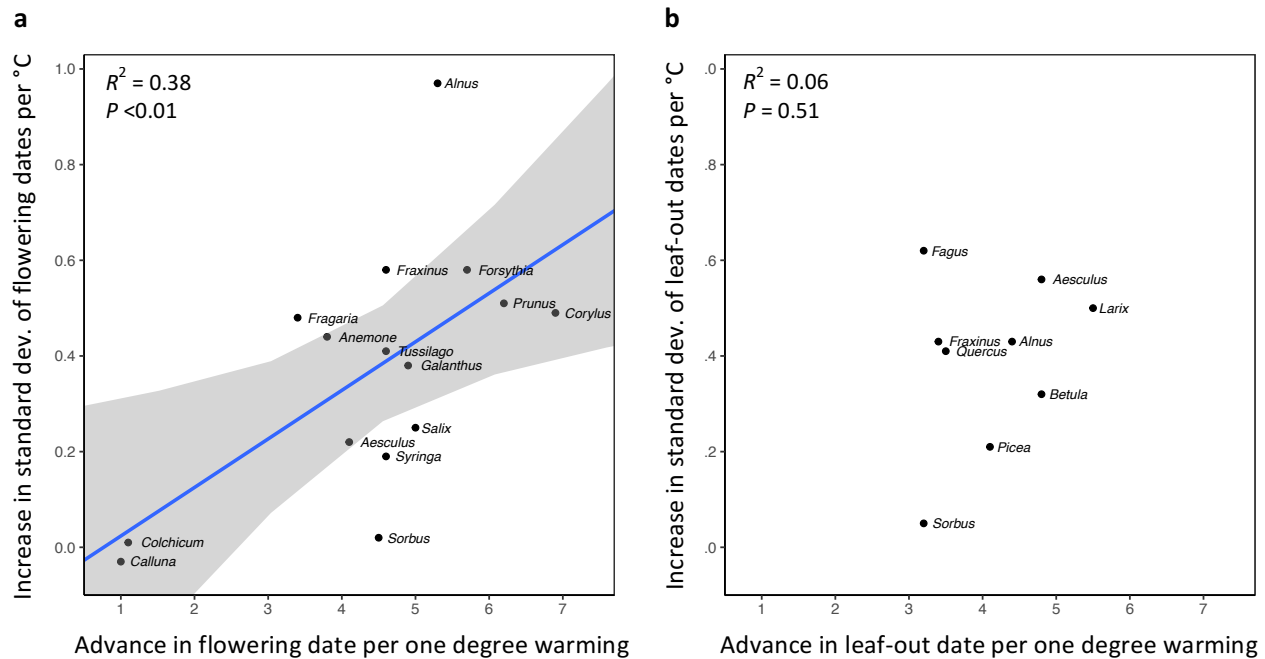 a
Increase in standard dev. of flowering dates per °C
1.0
0.8
0.6
0.4
0.2
0.0
R² = 0.38
P <0.01
Alnus
Fraxinus
Forsythia
Prunus
Corylus
Fragaria
Anemone
Tussilago
Galanthus
Salix
Aesculus
Syringa
Sorbus
Colchicum
Calluna
1 2 3 4 5 6 7
Advance in flowering date per one degree warming
b
Increase in standard dev. of leaf-out dates per °C
.0
.8
.6
.4
.2
.0
R² = 0.06
P = 0.51
Fagus
Aesculus
Larix
Fraxinus
Alnus
Quercus
Betula
Picea
Sorbus
1 2 3 4 5 6 7
Advance in leaf-out date per one degree warming